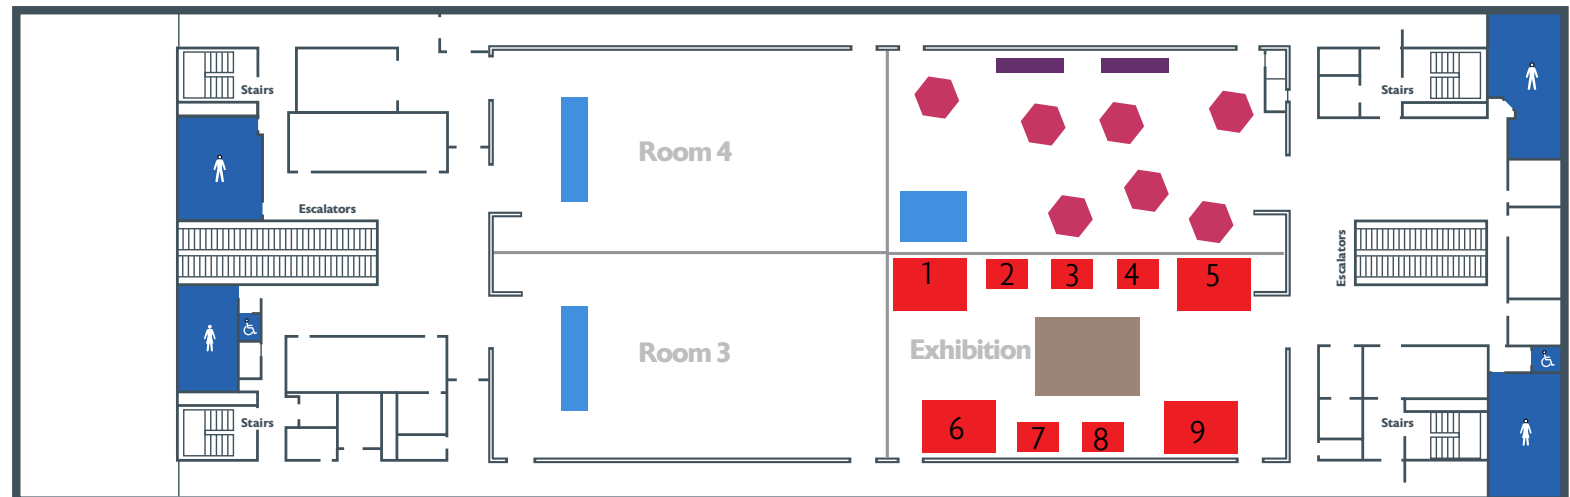 Stairs
Stairs
Room 4
Escalators
Escalators
1
2
3
4
5
Room 3
Exhibition
6
7
8
9
Stairs
Stairs